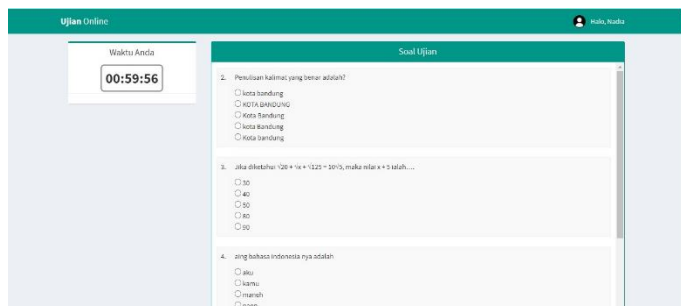 Ujian Online
Halo, Nadia
Waktu Anda
00:59:56
Soal Ujian
2. Penulisan kalimat yang benar adalah?
kota bandung
KOTA BANDUNG
Kota Bandung
kota Bandung
Kota bandung
3. Jika diketahui √20 + √x + √125 = 10√5, maka nilai x + 5 ialah....
30
40
50
80
90
4. aing bahasa indonesia nya adalah
aku
kamu
maneh